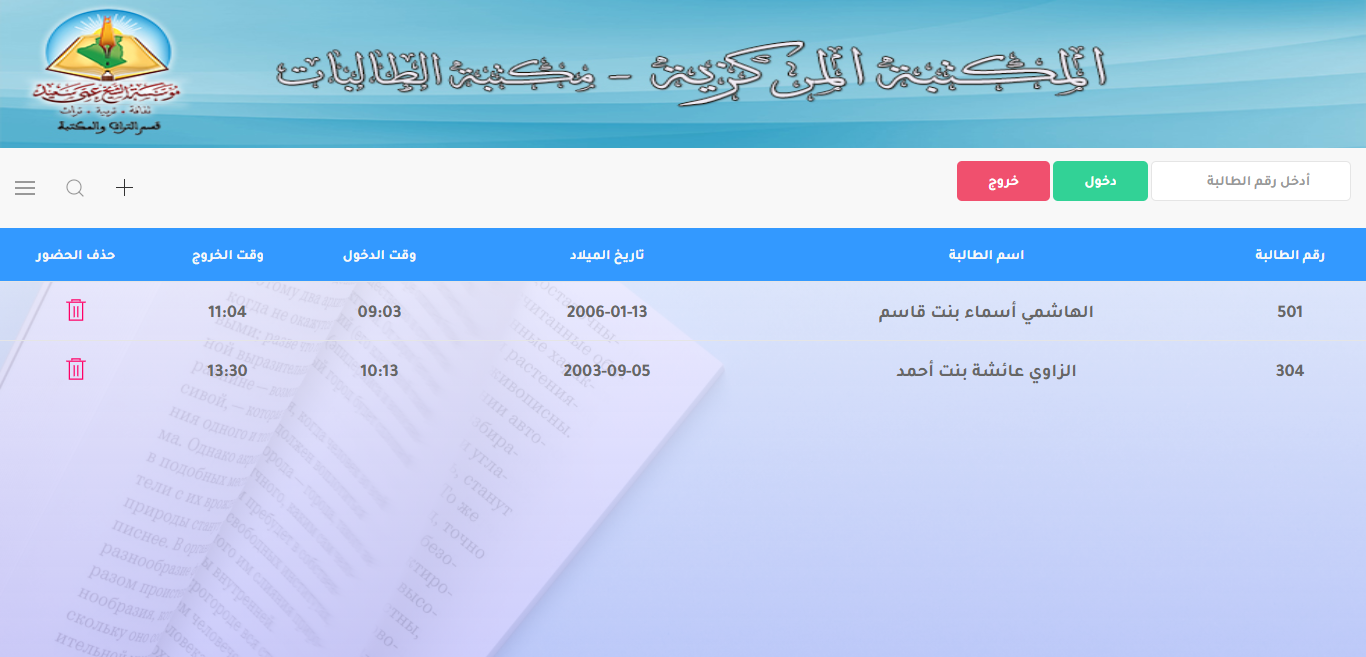 المكتبة المركزية – مكتبة الطالبات
مؤسسة الشيخ عمي سعيد
ثقافة - تربية - تراث
قسم التراث والمكتبة
أدخل رقم الطالبة
دخول
خروج
رقم الطالبة اسم الطالبة تاريخ الميلاد وقت الدخول وقت الخروج حذف الحضور
501 الهاشمي أسماء بنت قاسم 2006-01-13 09:03 11:04
304 الزاوي عائشة بنت أحمد 2003-09-05 10:13 13:30